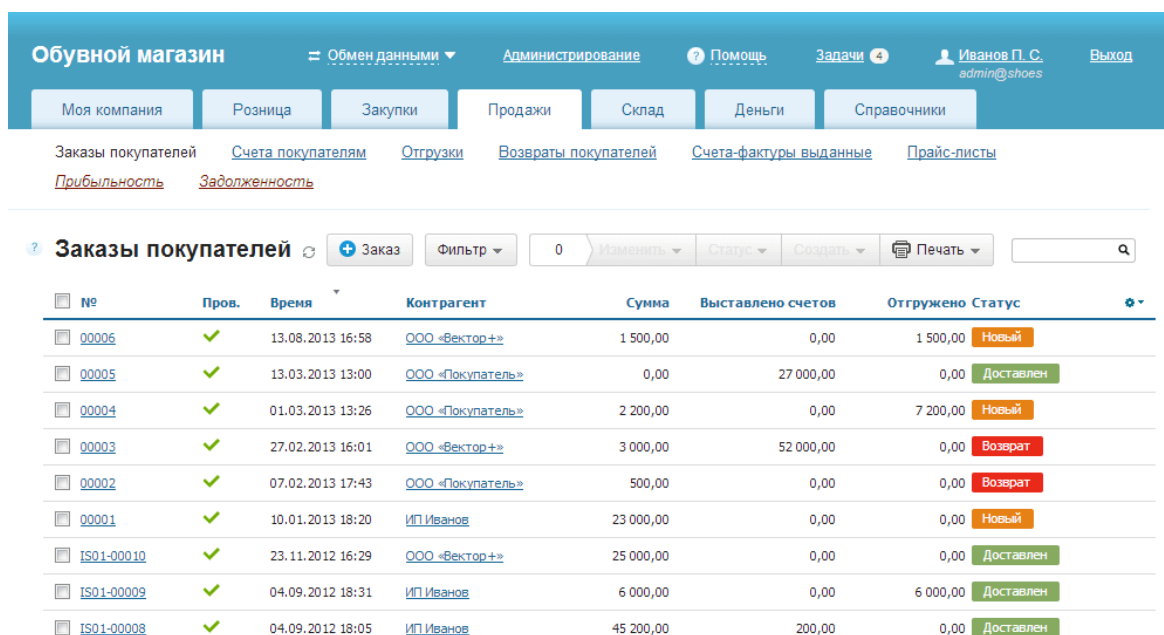 Обувной магазин Обмен данными Администрирование ? Помощь Задачи 4 Иванов П. С. Выход
admin@shoes
Моя компания Розница Закупки Продажи Склад Деньги Справочники
Заказы покупателей Счета покупателям Отгрузки Возвраты покупателей Счета-фактуры выданные Прайс-листы
Прибыльность Задолженность
? Заказы покупателей Заказ Фильтр 0 Изменить Статус Создать Печать
№ Пров. Время Контрагент Сумма Выставлено счетов Отгружено Статус
00006 13.08.2013 16:58 ООО «Вектор+» 1 500,00 0,00 1 500,00 Новый
00005 13.03.2013 13:00 ООО «Покупатель» 0,00 27 000,00 0,00 Доставлен
00004 01.03.2013 13:26 ООО «Покупатель» 2 200,00 0,00 7 200,00 Новый
00003 27.02.2013 16:01 ООО «Вектор+» 3 000,00 52 000,00 0,00 Возврат
00002 07.02.2013 17:43 ООО «Покупатель» 500,00 0,00 0,00 Возврат
00001 10.01.2013 18:20 ИП Иванов 23 000,00 0,00 0,00 Новый
IS01-00010 23.11.2012 16:29 ООО «Вектор+» 25 000,00 0,00 0,00 Доставлен
IS01-00009 04.09.2012 18:31 ИП Иванов 6 000,00 0,00 6 000,00 Доставлен
IS01-00008 04.09.2012 18:05 ИП Иванов 45 200,00 200,00 0,00 Доставлен